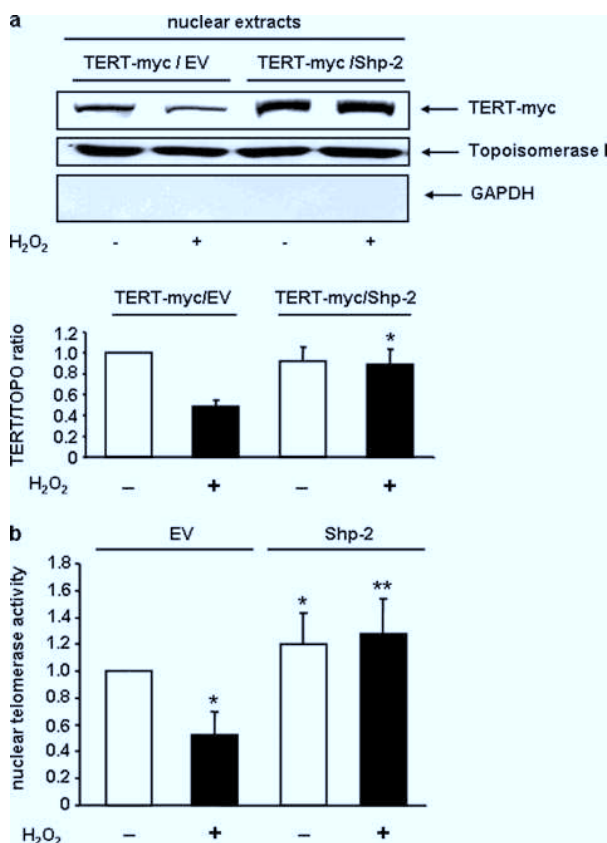 a
nuclear extracts
TERT-myc / EV TERT-myc /Shp-2
TERT-myc
Topoisomerase I
GAPDH
H2O2 - + - +
TERT-myc/EV TERT-myc/Shp-2
TERT/TOPO ratio
1.2
1.0
0.8
0.6
0.4
0.2
0
*
H2O2 – + – +
b
EV Shp-2
nuclear telomerase activity
1.8
1.6
1.4
1.2
1.0
0.8
0.6
0.4
0.2
0
* * **
H2O2 – + – +